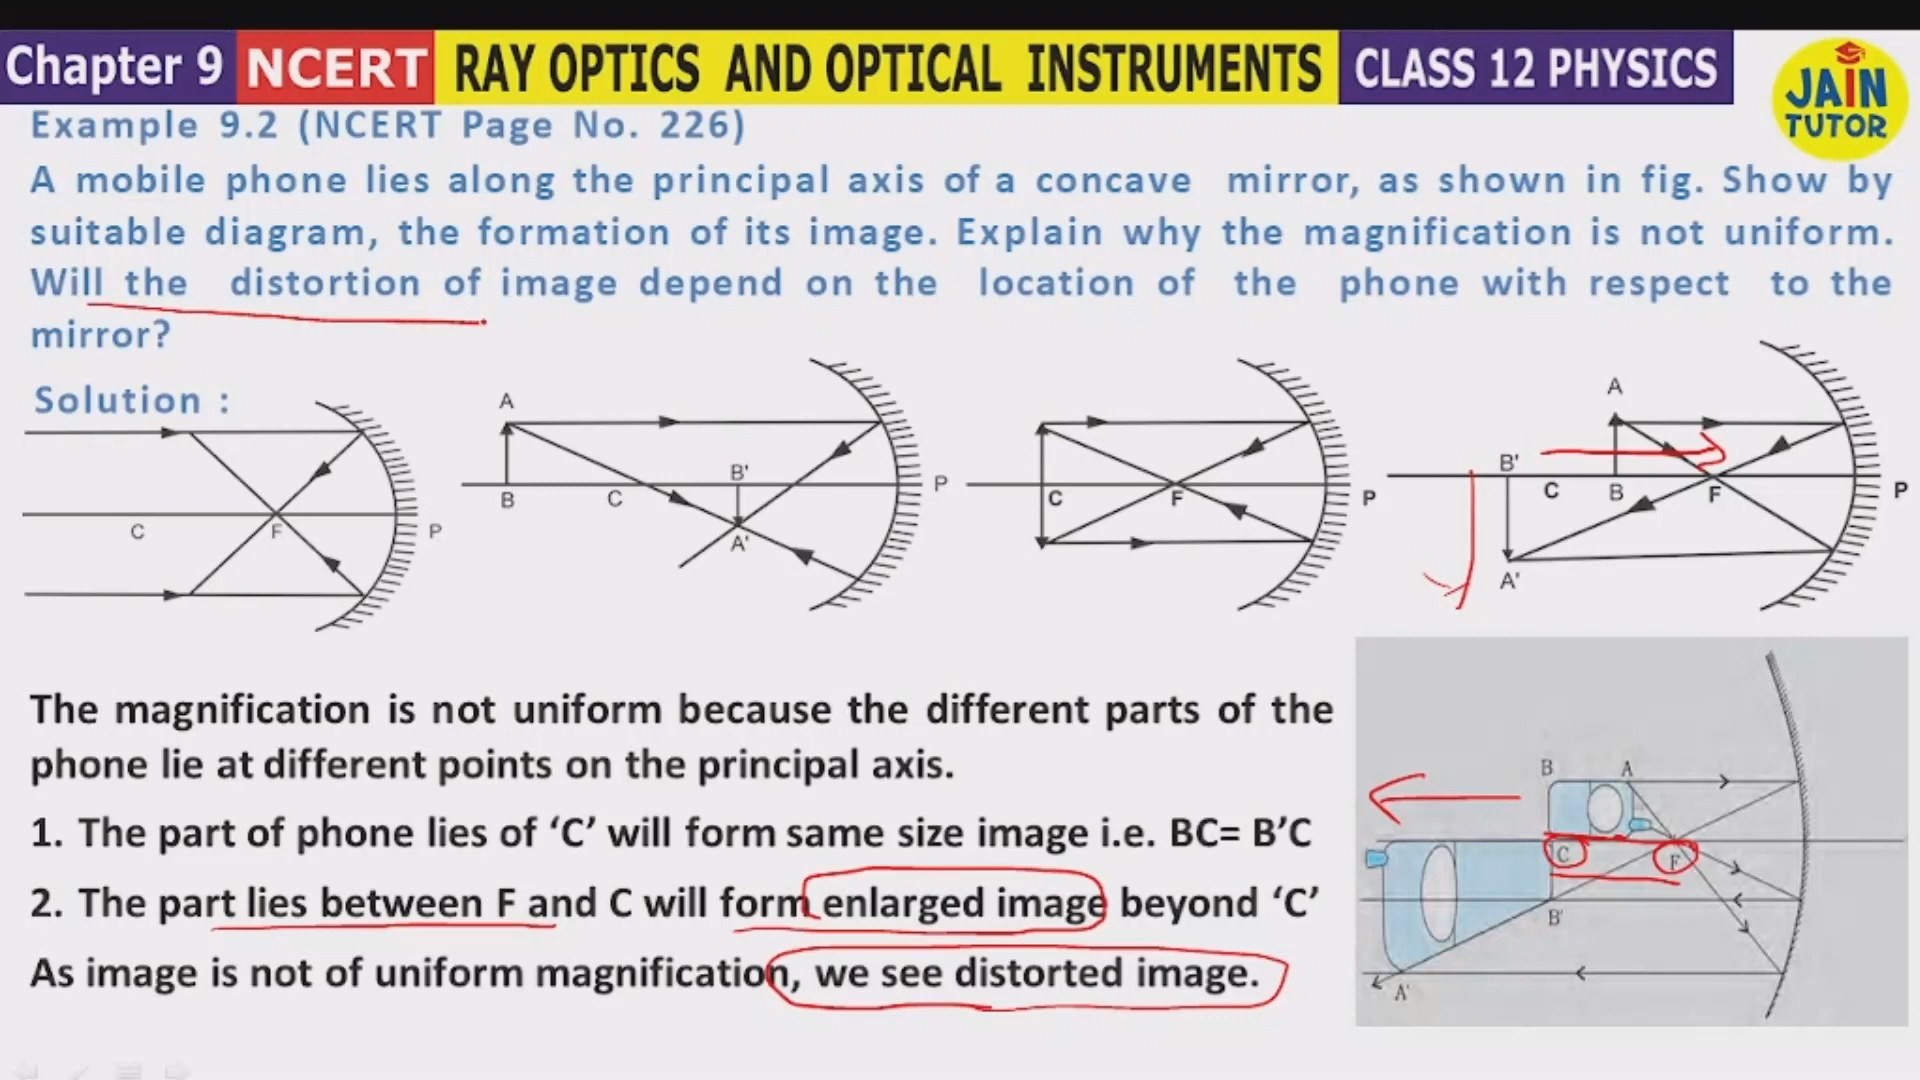 Chapter 9 NCERT RAY OPTICS AND OPTICAL INSTRUMENTS CLASS 12 PHYSICS
JAIN
TUTOR
Example 9.2 (NCERT Page No. 226)
A mobile phone lies along the principal axis of a concave mirror, as shown in fig. Show by
suitable diagram, the formation of its image. Explain why the magnification is not uniform.
Will the distortion of image depend on the location of the phone with respect to the
mirror?
Solution :
C F P
A
B C B' A' P
C F P
A
B' C B F P
A'
The magnification is not uniform because the different parts of the
phone lie at different points on the principal axis.
1. The part of phone lies of ‘C’ will form same size image i.e. BC= B’C
2. The part lies between F and C will form enlarged image beyond ‘C’
As image is not of uniform magnification, we see distorted image.
B A
C F
B'
A'